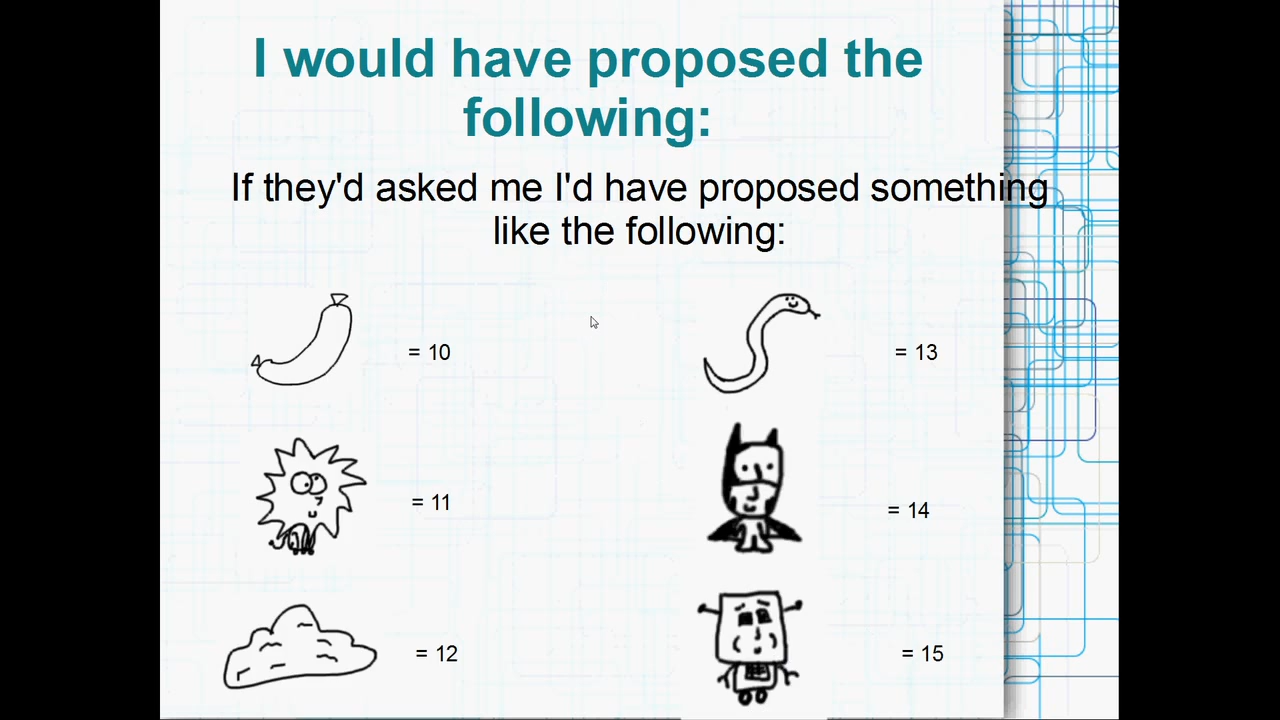 I would have proposed the
following:
If they'd asked me I'd have proposed something
like the following:
= 10
= 13
= 11
= 14
= 12
= 15